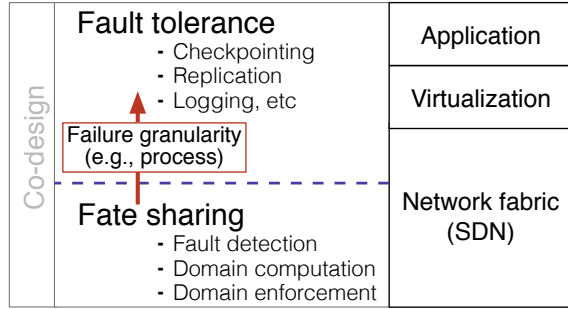 Co-design
Fault tolerance
- Checkpointing
- Replication
- Logging, etc
Failure granularity
(e.g., process)
Fate sharing
- Fault detection
- Domain computation
- Domain enforcement
Application
Virtualization
Network fabric
(SDN)